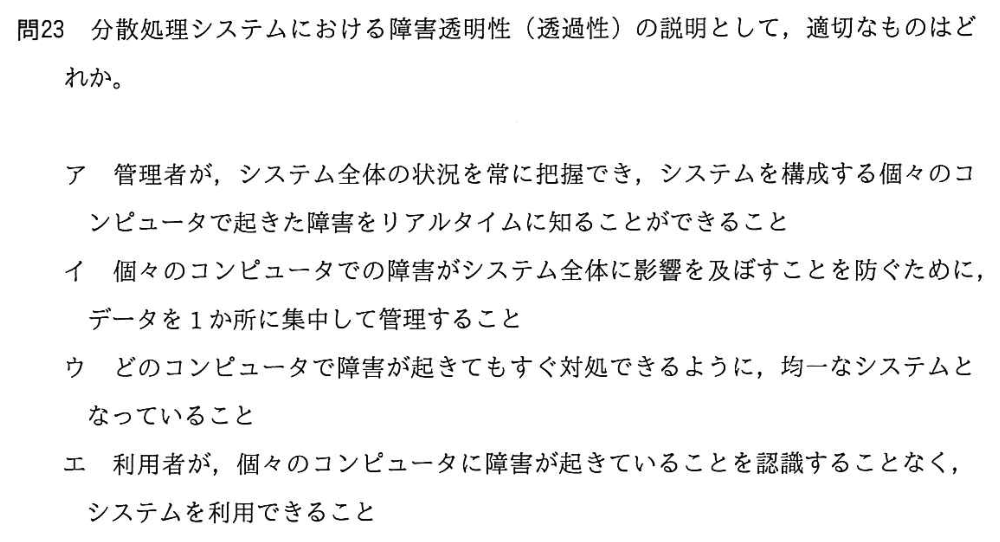 問23 分散処理システムにおける障害透明性（透過性）の説明として，適切なものはど
れか。
ア 管理者が，システム全体の状況を常に把握でき，システムを構成する個々のコ
ンピュータで起きた障害をリアルタイムに知ることができること
イ 個々のコンピュータでの障害がシステム全体に影響を及ぼすことを防ぐために，
データを１か所に集中して管理すること
ウ どのコンピュータで障害が起きてもすぐ対処できるように，均一なシステムと
なっていること
エ 利用者が，個々のコンピュータに障害が起きていることを認識することなく，
システムを利用できること